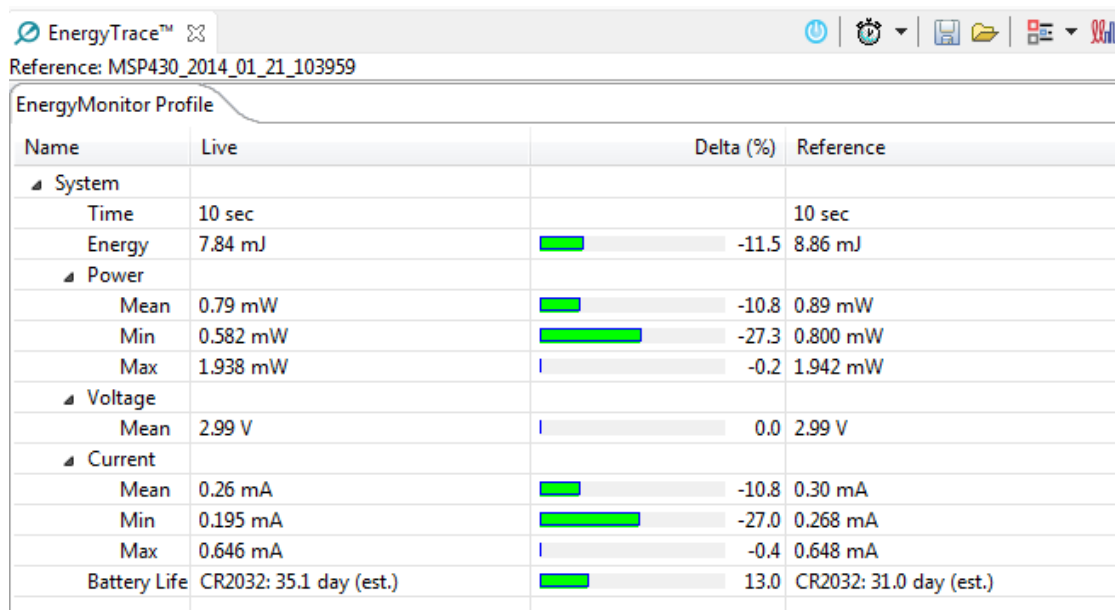 EnergyTrace™
Reference: MSP430_2014_01_21_103959
EnergyMonitor Profile
Name Live Delta (%) Reference
System
Time 10 sec 10 sec
Energy 7.84 mJ -11.5 8.86 mJ
Power
Mean 0.79 mW -10.8 0.89 mW
Min 0.582 mW -27.3 0.800 mW
Max 1.938 mW -0.2 1.942 mW
Voltage
Mean 2.99 V 0.0 2.99 V
Current
Mean 0.26 mA -10.8 0.30 mA
Min 0.195 mA -27.0 0.268 mA
Max 0.646 mA -0.4 0.648 mA
Battery Life CR2032: 35.1 day (est.) 13.0 CR2032: 31.0 day (est.)